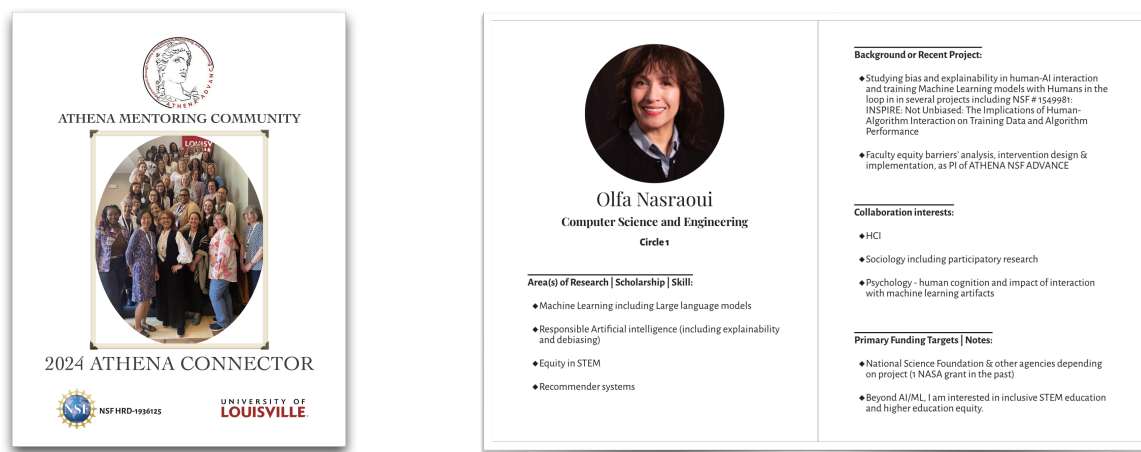 ATHENA ADVANCE
ATHENA MENTORING COMMUNITY
LOUISV
2024 ATHENA CONNECTOR
NSF
NSF HRD-1936125
UNIVERSITY OF
LOUISVILLE.
Olfa Nasraoui
Computer Science and Engineering
Circle 1
Area(s) of Research | Scholarship | Skill:
◆Machine Learning including Large language models
◆Responsible Artificial intelligence (including explainability
and debiasing)
◆Equity in STEM
◆Recommender systems
Background or Recent Project:
◆Studying bias and explainability in human-AI interaction
and training Machine Learning models with Humans in the
loop in in several projects including NSF # 1549981:
INSPIRE: Not Unbiased: The Implications of Human-
Algorithm Interaction on Training Data and Algorithm
Performance
◆Faculty equity barriers' analysis, intervention design &
implementation, as PI of ATHENA NSF ADVANCE
Collaboration interests:
◆HCI
◆Sociology including participatory research
◆Psychology - human cognition and impact of interaction
with machine learning artifacts
Primary Funding Targets | Notes:
◆National Science Foundation & other agencies depending
on project (1 NASA grant in the past)
◆Beyond AI/ML, I am interested in inclusive STEM education
and higher education equity.